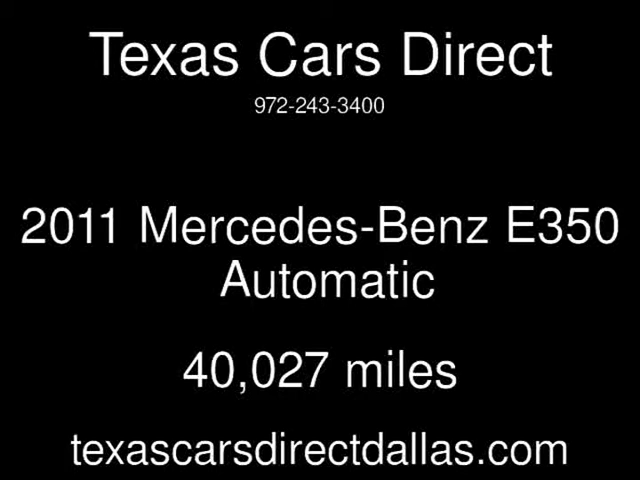 Texas Cars Direct
972-243-3400
2011 Mercedes-Benz E350
Automatic
40,027 miles
texascarsdirectdallas.com